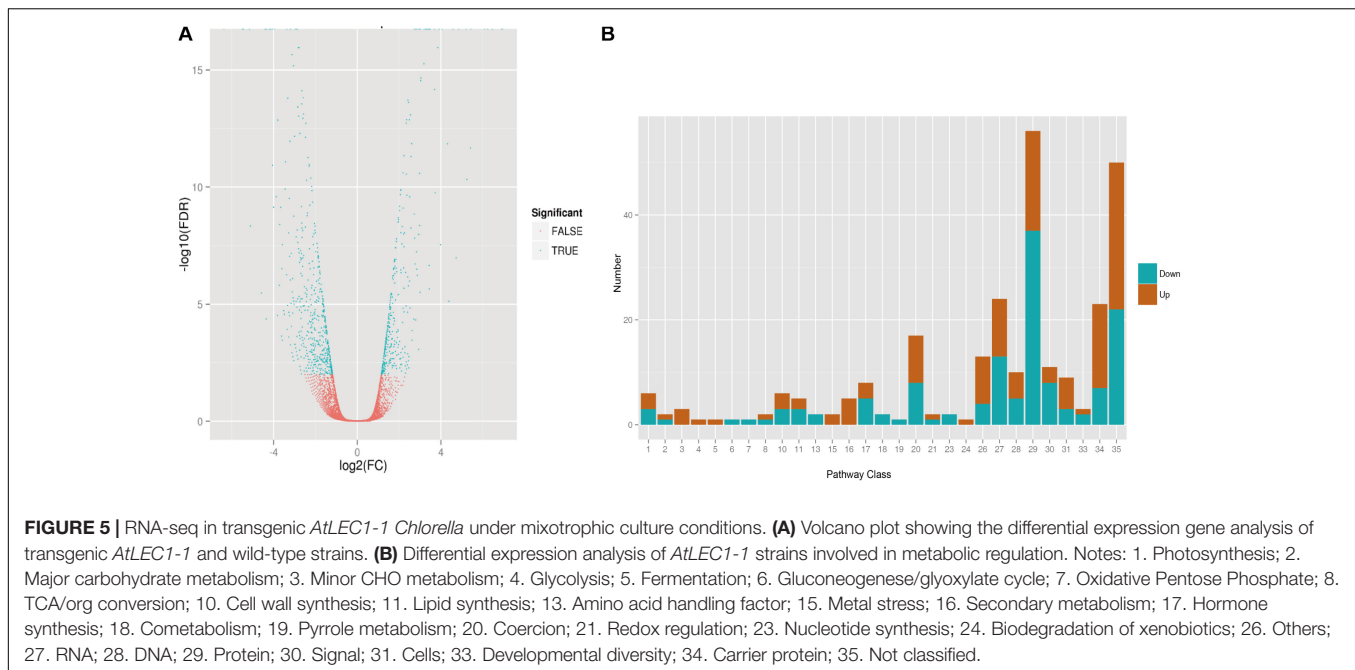 A
B
15
10
5
0
-log10(FDR)
-4
0
4
log2(FC)
Significant
FALSE
TRUE
40
20
0
Number
1 2 3 4 5 6 7 8 10 11 13 15 16 17 18 19 20 21 23 24 26 27 28 29 30 31 33 34 35
Pathway Class
Down
Up
FIGURE 5 | RNA-seq in transgenic AtLEC1-1 Chlorella under mixotrophic culture conditions. (A) Volcano plot showing the differential expression gene analysis of
transgenic AtLEC1-1 and wild-type strains. (B) Differential expression analysis of AtLEC1-1 strains involved in metabolic regulation. Notes: 1. Photosynthesis; 2.
Major carbohydrate metabolism; 3. Minor CHO metabolism; 4. Glycolysis; 5. Fermentation; 6. Gluconeogenese/glyoxylate cycle; 7. Oxidative Pentose Phosphate; 8.
TCA/org conversion; 10. Cell wall synthesis; 11. Lipid synthesis; 13. Amino acid handling factor; 15. Metal stress; 16. Secondary metabolism; 17. Hormone
synthesis; 18. Cometabolism; 19. Pyrrole metabolism; 20. Coercion; 21. Redox regulation; 23. Nucleotide synthesis; 24. Biodegradation of xenobiotics; 26. Others;
27. RNA; 28. DNA; 29. Protein; 30. Signal; 31. Cells; 33. Developmental diversity; 34. Carrier protein; 35. Not classified.